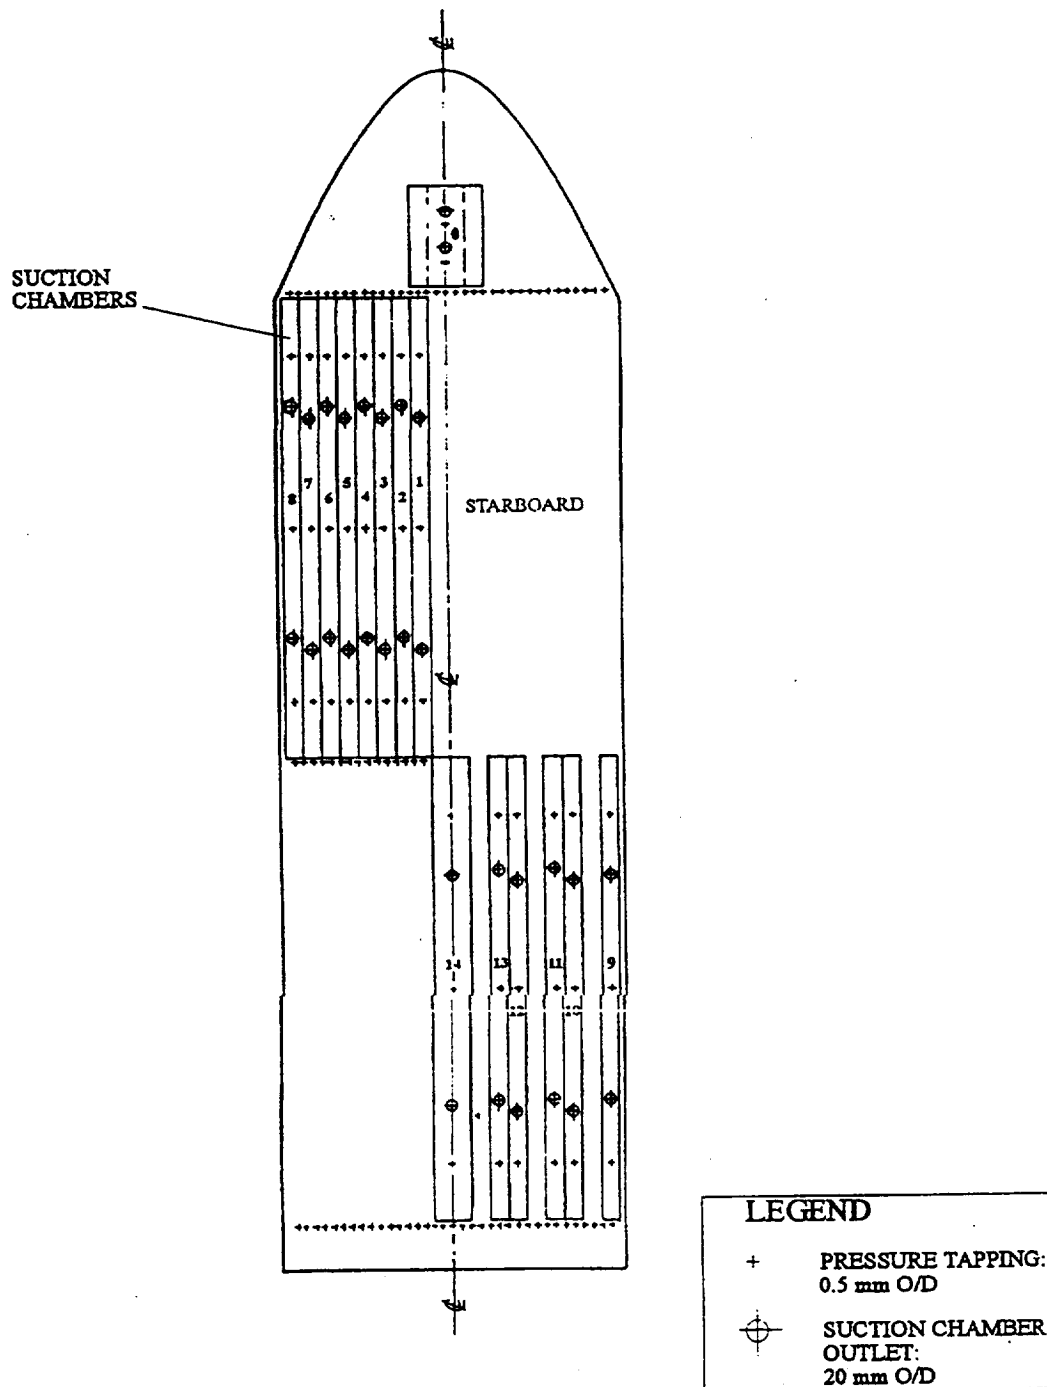 SUCTION
CHAMBERS
8 7 6 5 4 3 2 1
STARBOARD
14 13 11 9
LEGEND
+ PRESSURE TAPPING:
0.5 mm O/D
SUCTION CHAMBER
OUTLET:
20 mm O/D